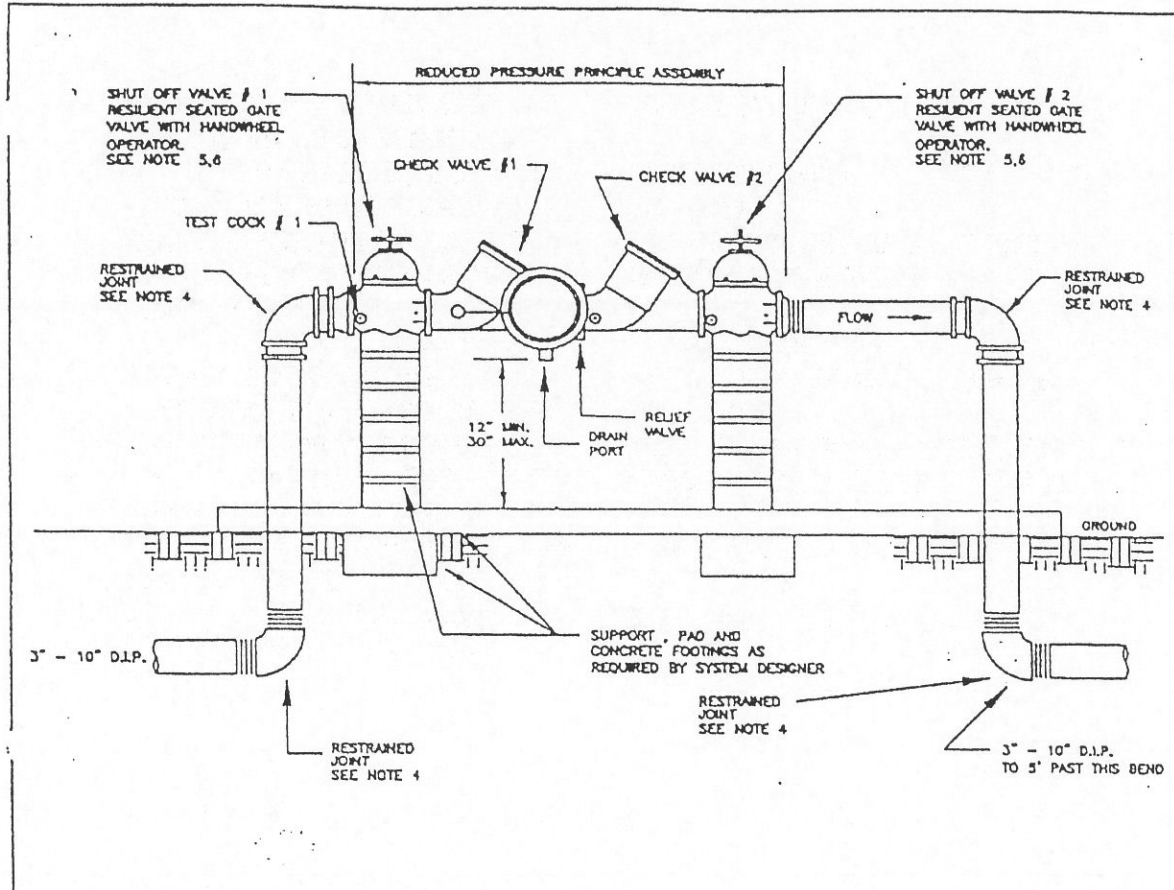 REDUCED PRESSURE PRINCIPLE ASSEMBLY
SHUT OFF VALVE # 1
RESILIENT SEATED GATE
VALVE WITH HANDWHEEL
OPERATOR.
SEE NOTE 5,6
SHUT OFF VALVE # 2
RESILIENT SEATED GATE
VALVE WITH HANDWHEEL
OPERATOR.
SEE NOTE 5,6
CHECK VALVE #1
CHECK VALVE #2
TEST COCK # 1
RESTRAINED
JOINT
SEE NOTE 4
RESTRAINED
JOINT
SEE NOTE 4
FLOW
12" MIN.
30" MAX.
DRAIN
PORT
RELIEF
VALVE
GROUND
3" - 10" D.I.P.
SUPPORT , PAD AND
CONCRETE FOOTINGS AS
REQUIRED BY SYSTEM DESIGNER
RESTRAINED
JOINT
SEE NOTE 4
RESTRAINED
JOINT
SEE NOTE 4
3" - 10" D.I.P.
TO 5' PAST THIS BEND